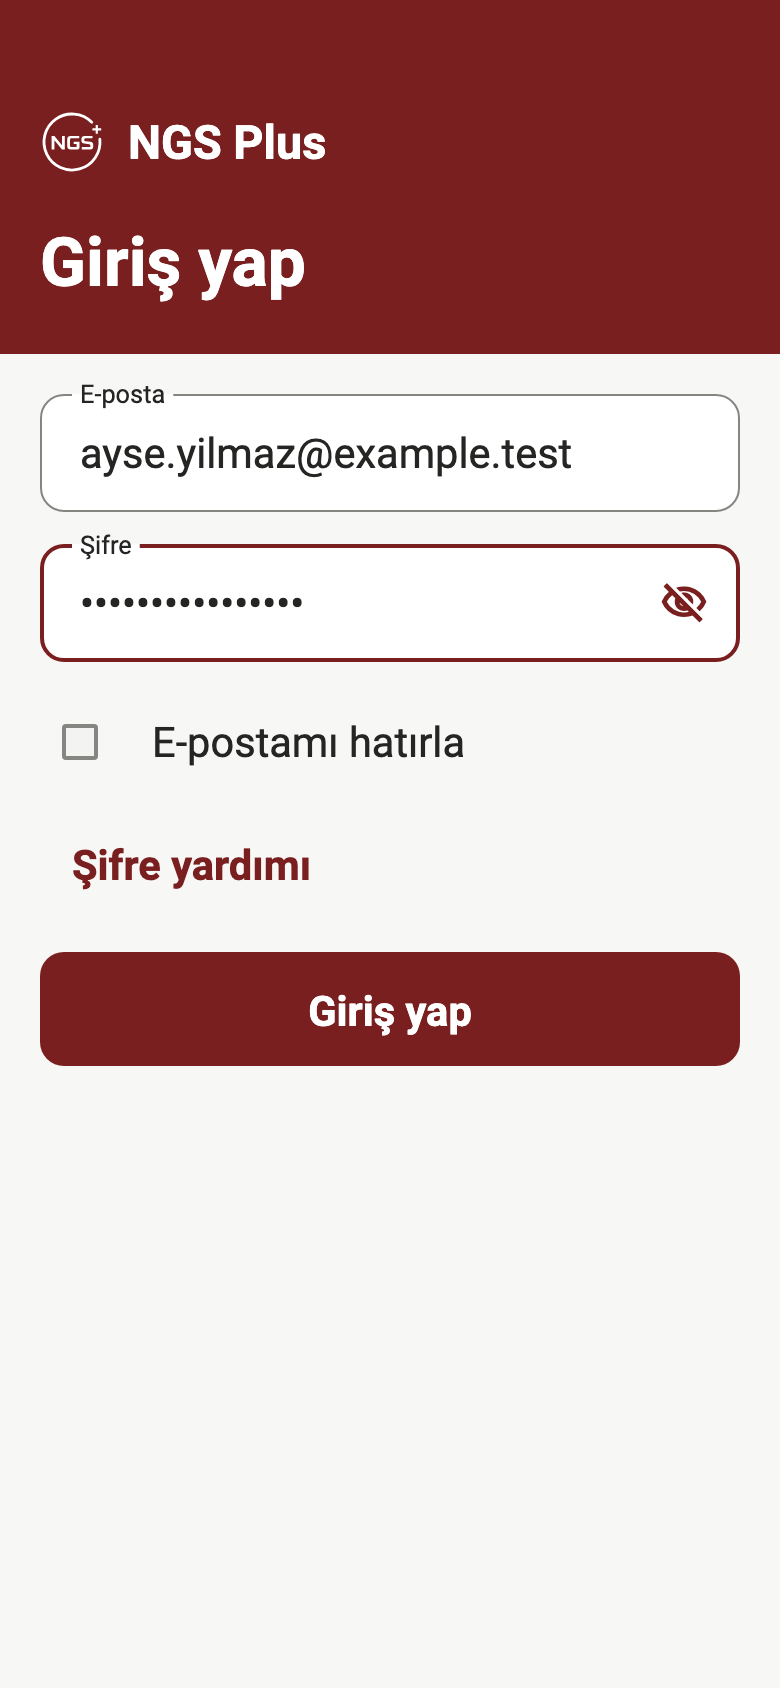 NGS+
NGS Plus
Giriş yap
E-posta
ayse.yilmaz@example.test
Şifre
••••••••••••••••
E-postamı hatırla
Şifre yardımı
Giriş yap